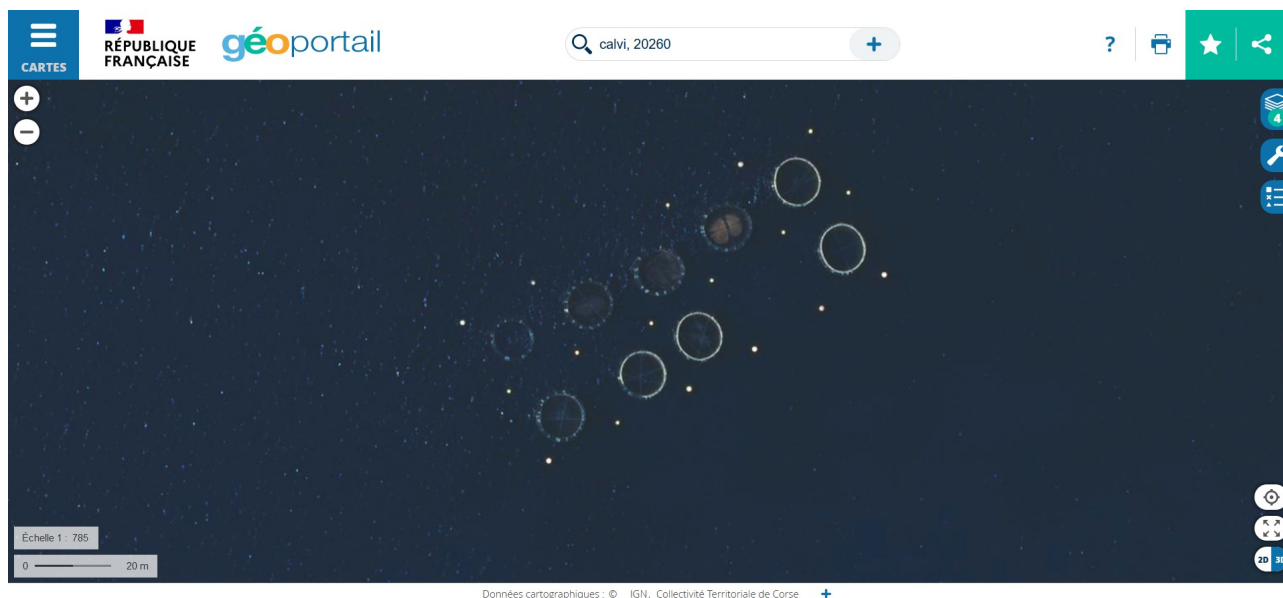 CARTES
RÉPUBLIQUE
FRANÇAISE
géoportail
calvi, 20260
+
?
+
−
4
Échelle 1 : 785
0 20 m
2D 3D
Données cartographiques : © IGN, Collectivité Territoriale de Corse +